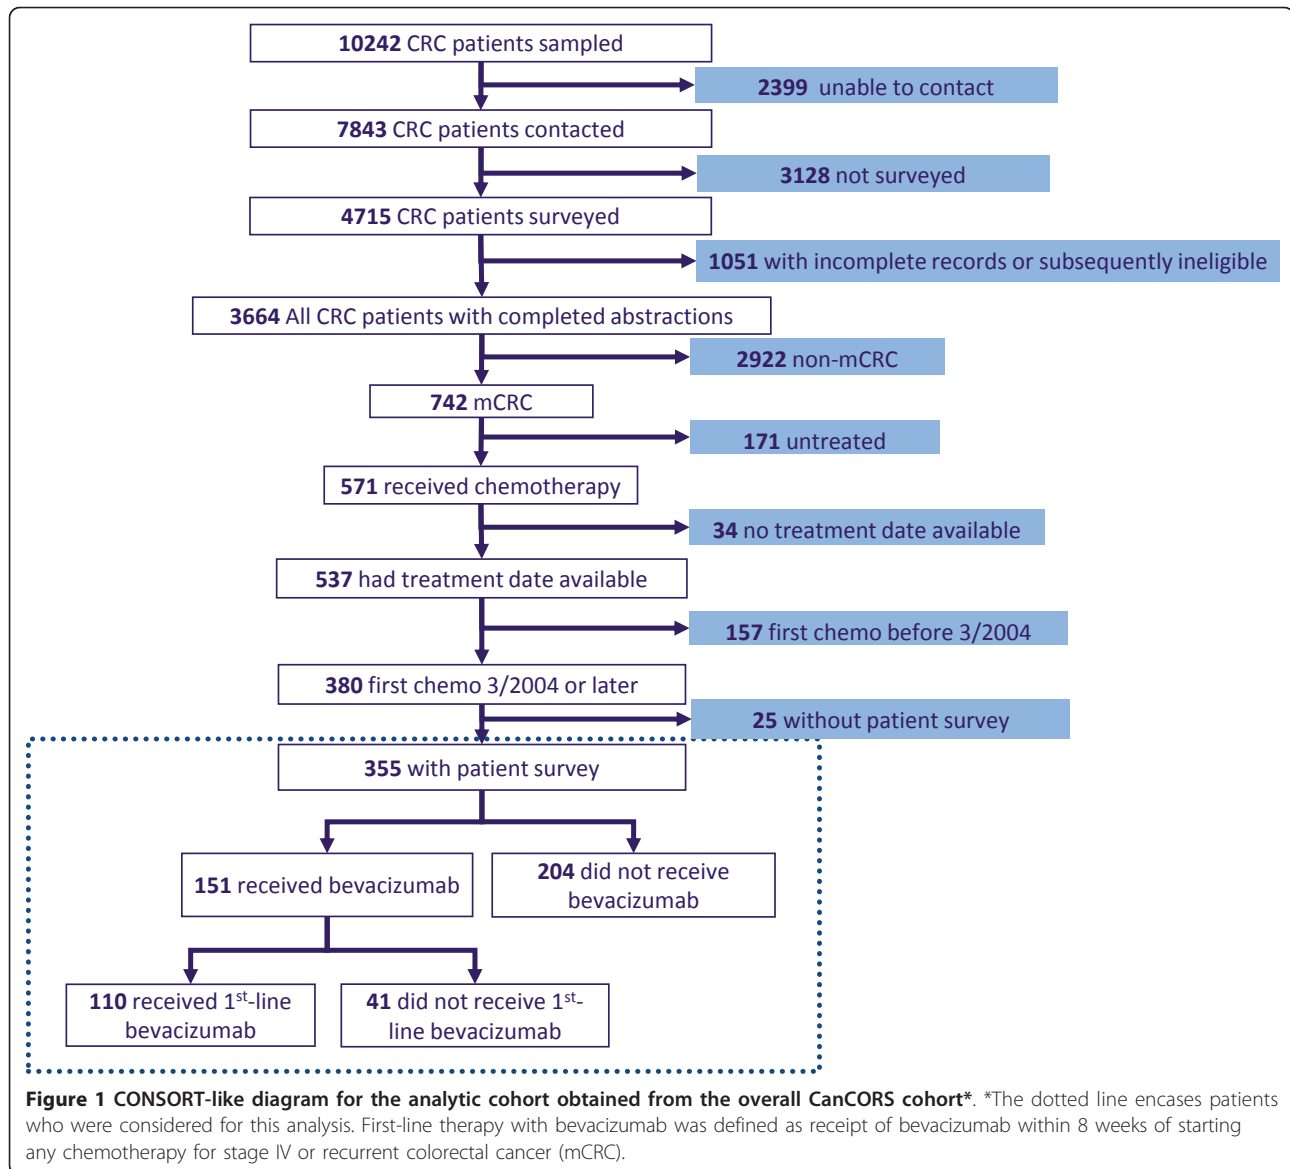 10242 CRC patients sampled
2399 unable to contact
7843 CRC patients contacted
3128 not surveyed
4715 CRC patients surveyed
1051 with incomplete records or subsequently ineligible
3664 All CRC patients with completed abstractions
2922 non-mCRC
742 mCRC
171 untreated
571 received chemotherapy
34 no treatment date available
537 had treatment date available
157 first chemo before 3/2004
380 first chemo 3/2004 or later
25 without patient survey
355 with patient survey
151 received bevacizumab
204 did not receive
bevacizumab
110 received 1st-line
bevacizumab
41 did not receive 1st-
line bevacizumab
Figure 1 CONSORT-like diagram for the analytic cohort obtained from the overall CanCORS cohort*. *The dotted line encases patients
who were considered for this analysis. First-line therapy with bevacizumab was defined as receipt of bevacizumab within 8 weeks of starting
any chemotherapy for stage IV or recurrent colorectal cancer (mCRC).